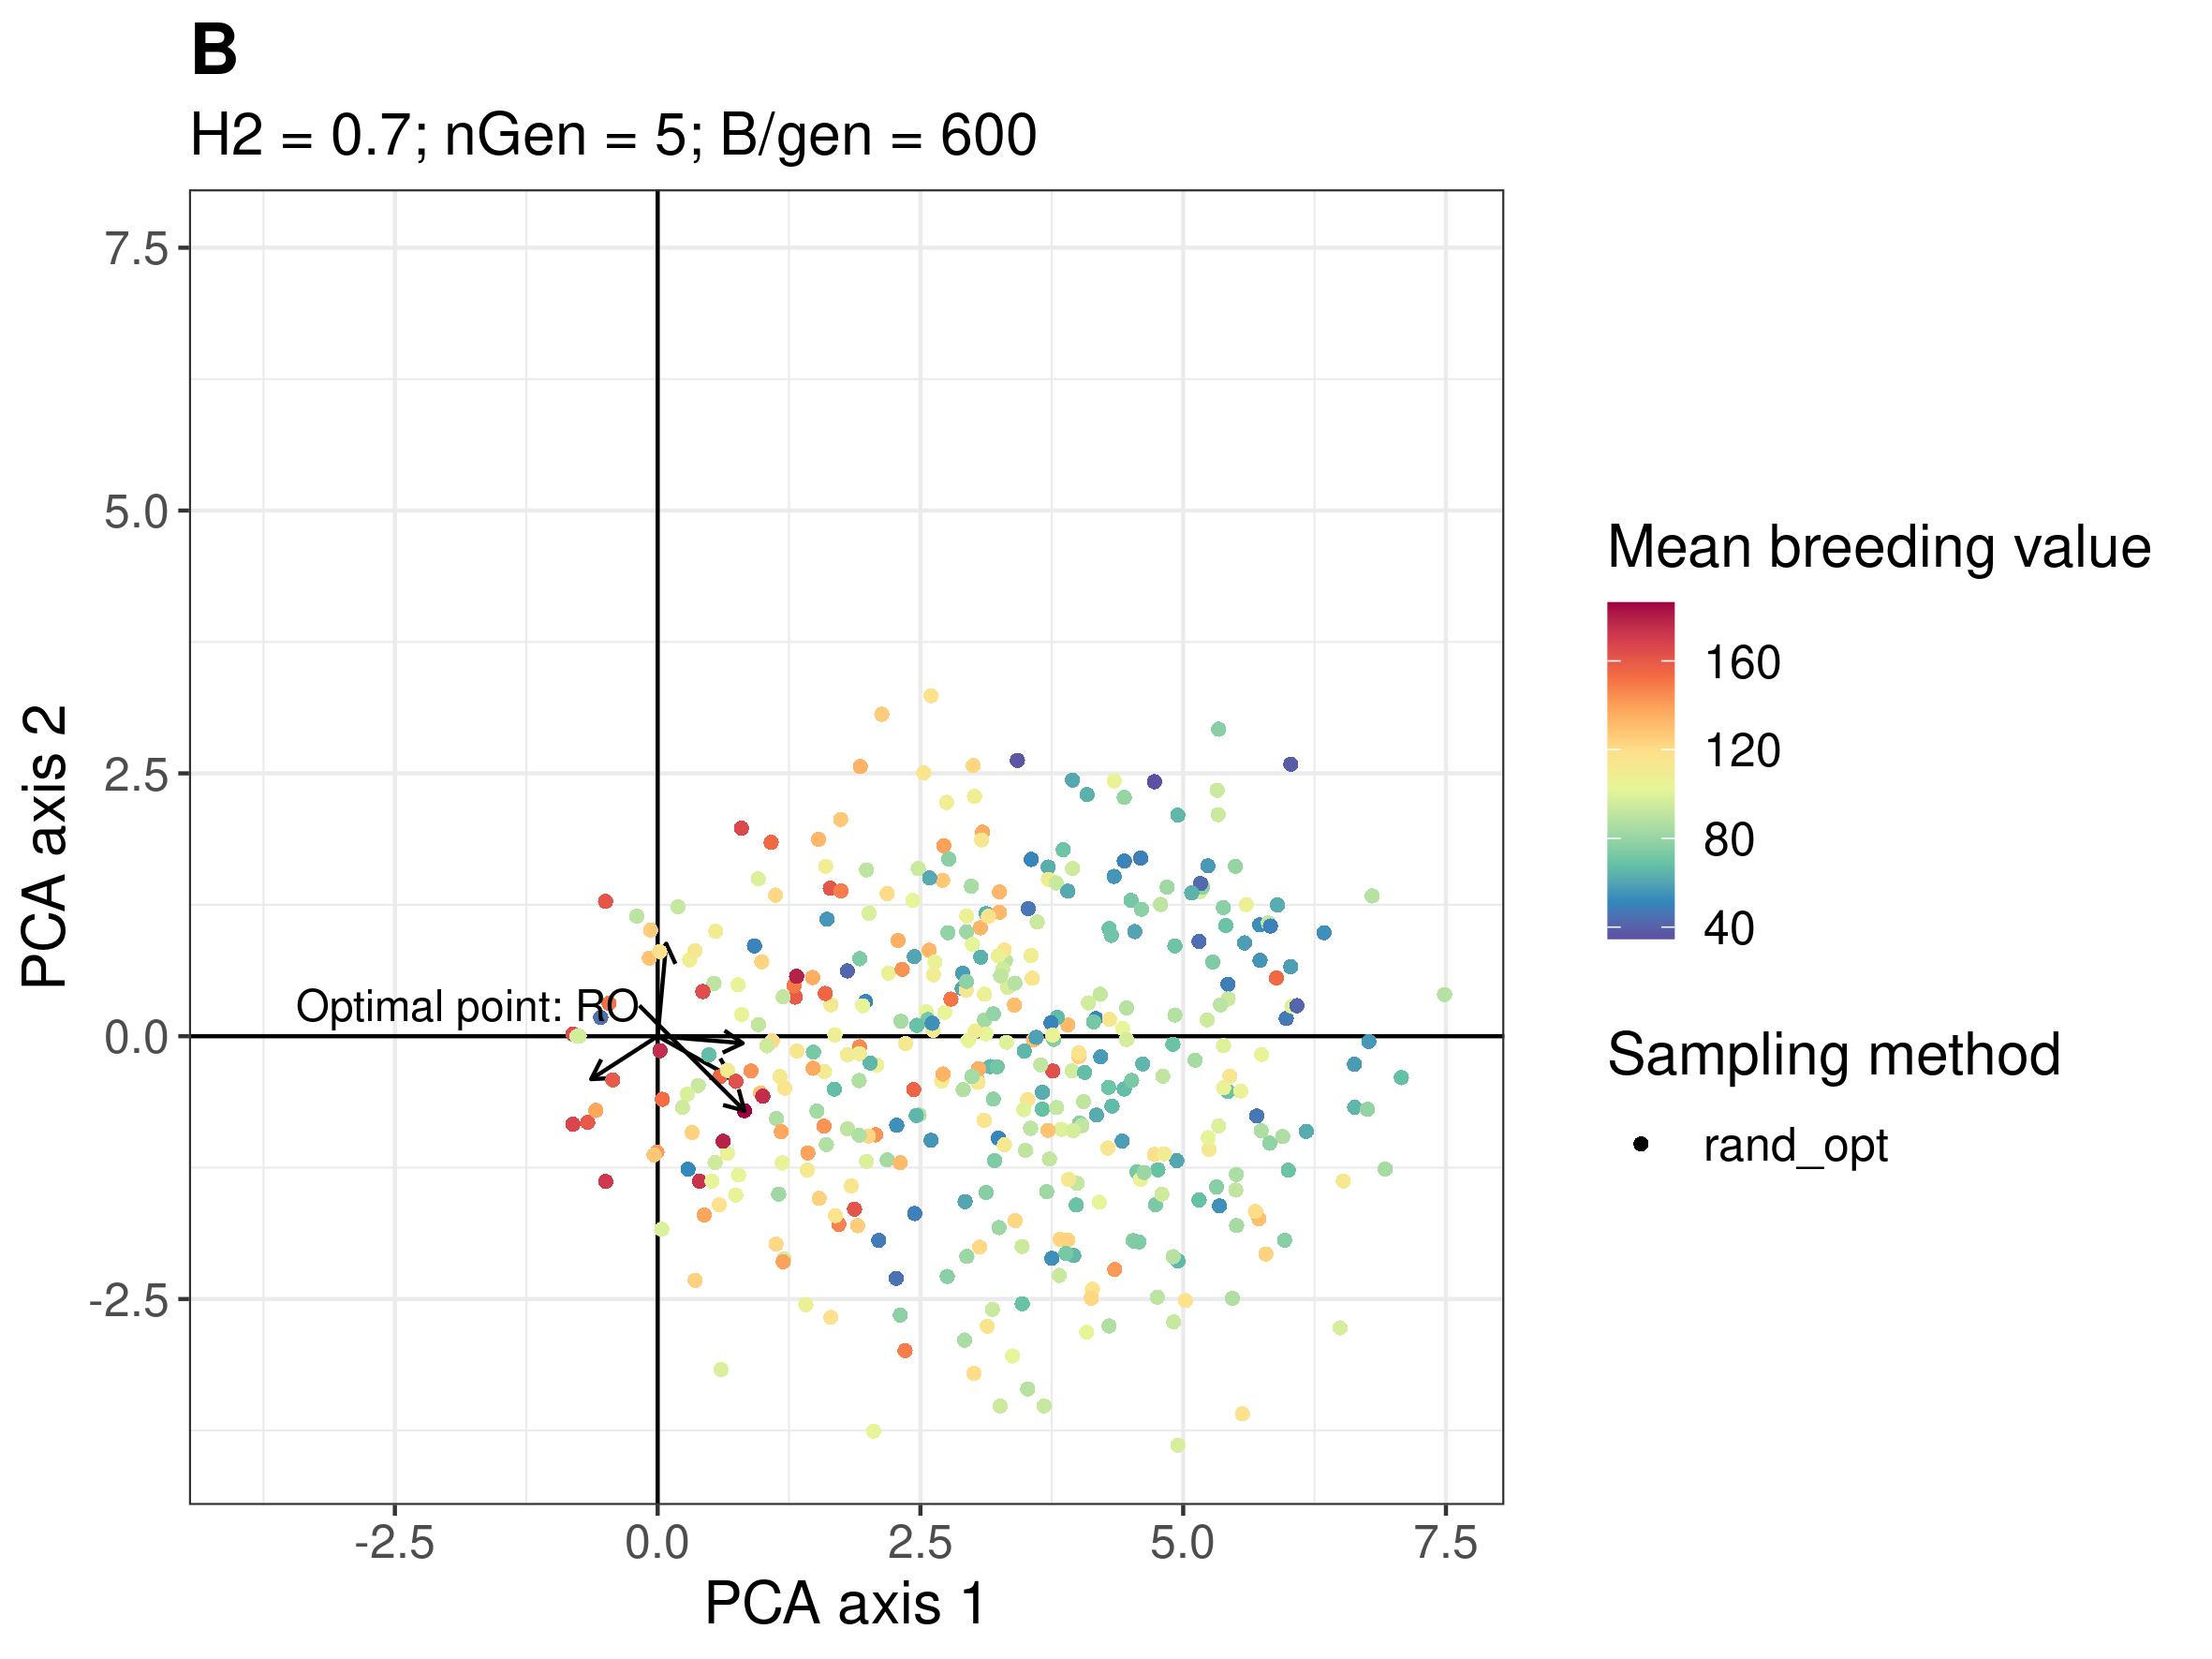 B
H2 = 0.7; nGen = 5; B/gen = 600
PCA axis 2
7.5
5.0
2.5
0.0
-2.5
Optimal point: RO
-2.5
0.0
2.5
5.0
7.5
PCA axis 1
Mean breeding value
160
120
80
40
Sampling method
rand_opt